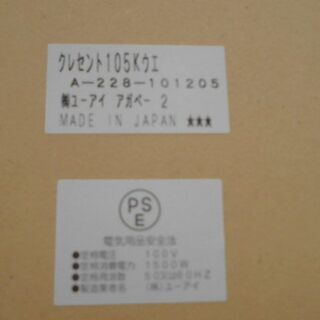 クレセント105Kウエ
A-228-101205
㈱ユーアイ アガペー 2
MADE IN JAPAN ★★★
PS
E
電気用品安全法
●定格電圧 100V
●定格消費電力 1500W
●定格周波数 50/60HZ
●製造業者名 (株)ユーアイ